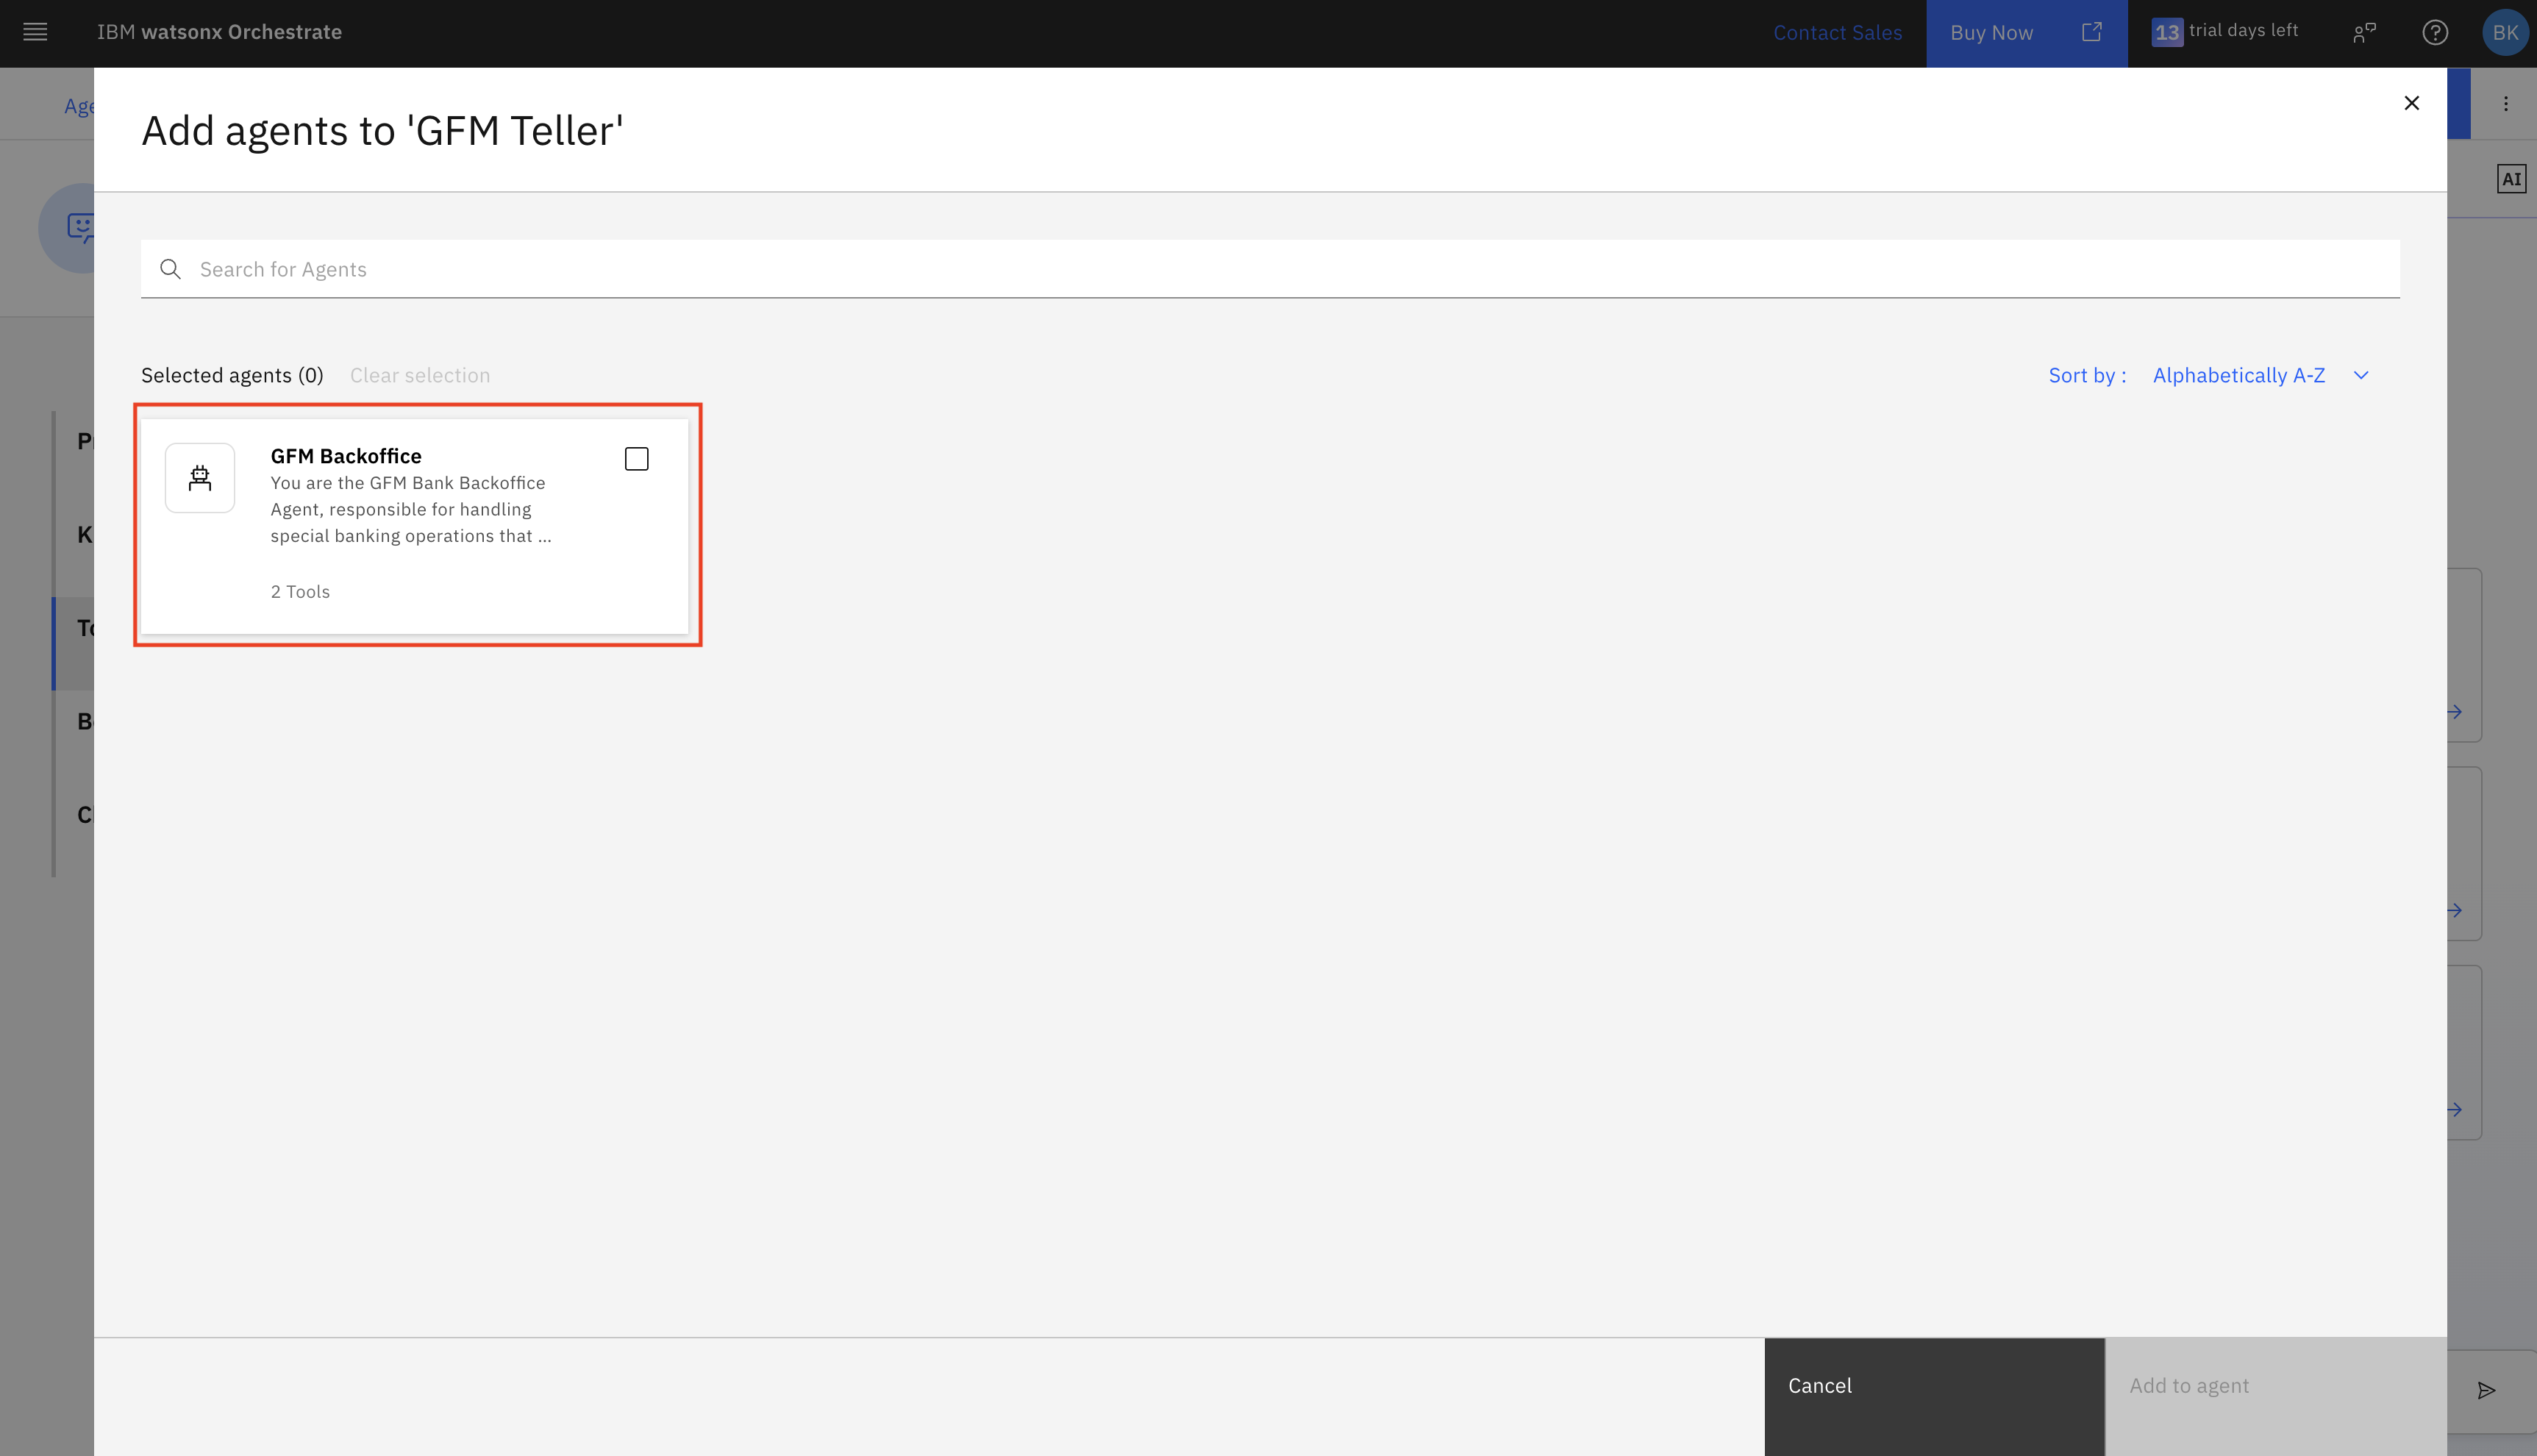 IBM watsonx Orchestrate
Contact Sales
Buy Now
13 trial days left
BK
Age
AI
Add agents to 'GFM Teller'
Search for Agents
Selected agents (0)
Clear selection
Sort by :
Alphabetically A-Z
GFM Backoffice
You are the GFM Bank Backoffice
Agent, responsible for handling
special banking operations that ...
2 Tools
K
To
B
C
Cancel
Add to agent